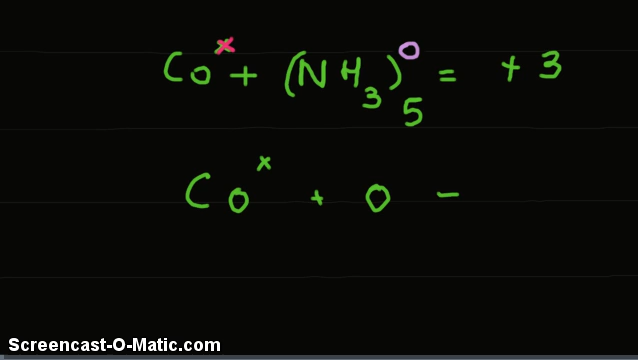 Co^x + (NH₃)₅^0 = +3
Co^x + 0 -
Screencast-O-Matic.com